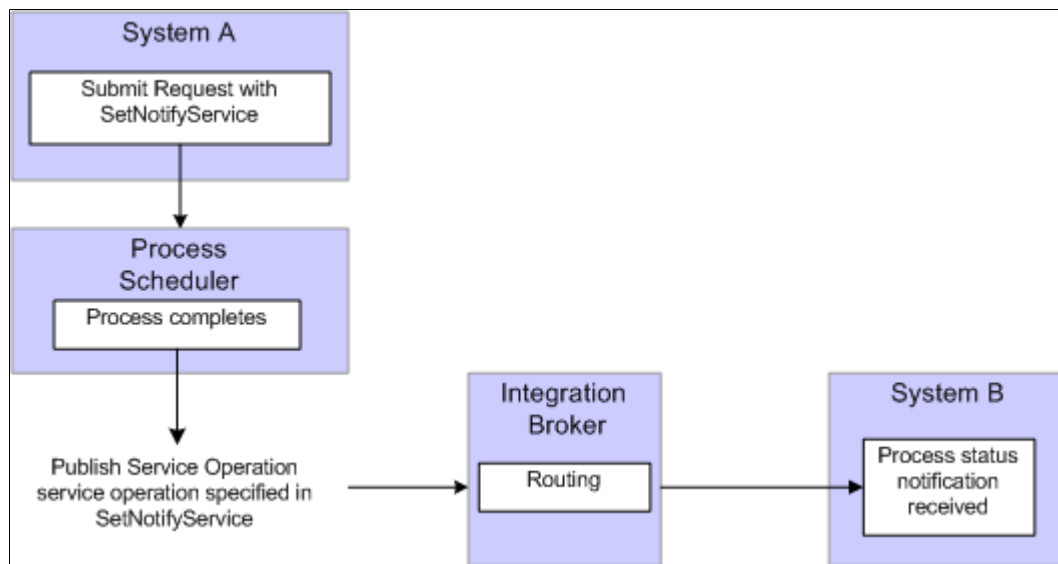 System A
Submit Request with
SetNotifyService
Process
Scheduler
Process completes
Publish Service Operation
service operation specified in
SetNotifyService
Integration
Broker
Routing
System B
Process status
notification
received